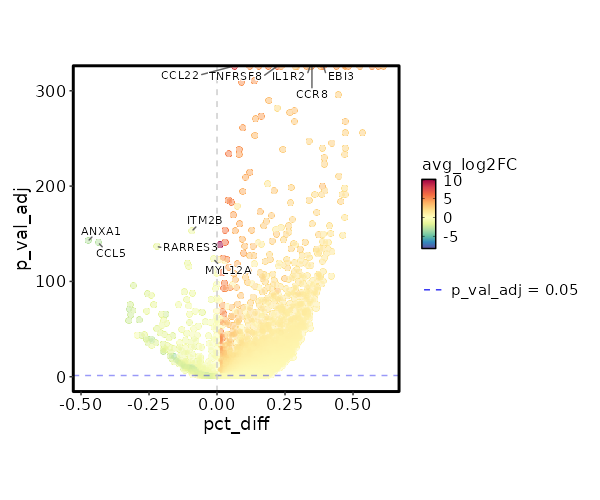 CCL22
TNFRSF8
IL1R2
EBI3
CCR8
ITM2B
ANXA1
CCL5
RARRES3
MYL12A
300
200
100
0
p_val_adj
-0.50
-0.25
0.00
0.25
0.50
pct_diff
avg_log2FC
10
5
0
-5
p_val_adj = 0.05